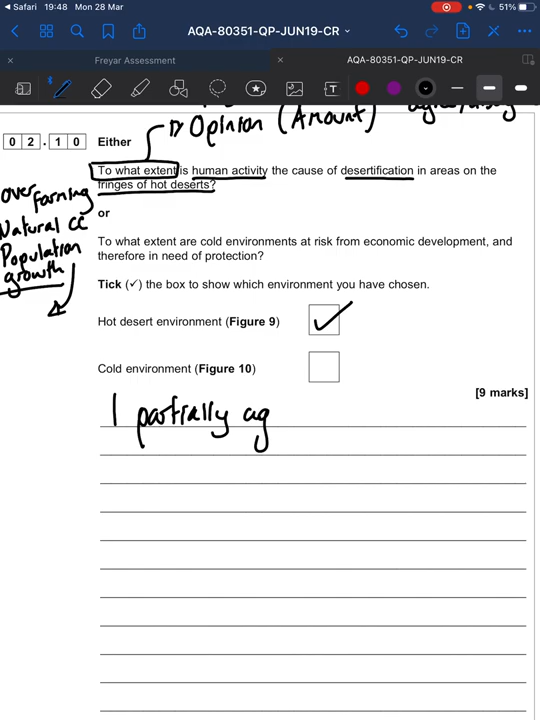 Safari 19:48 Mon 28 Mar 51%
AQA-80351-QP-JUN19-CR
Freyar Assessment AQA-80351-QP-JUN19-CR
Opinion (Amount)
02.10 Either
To what extent is human activity the cause of desertification in areas on the
fringes of hot deserts?
over farming
Natural CC
Population
growth
or
To what extent are cold environments at risk from economic development, and
therefore in need of protection?
Tick (✓) the box to show which environment you have chosen.
Hot desert environment (Figure 9) ✓
Cold environment (Figure 10)
[9 marks]
I partially ag